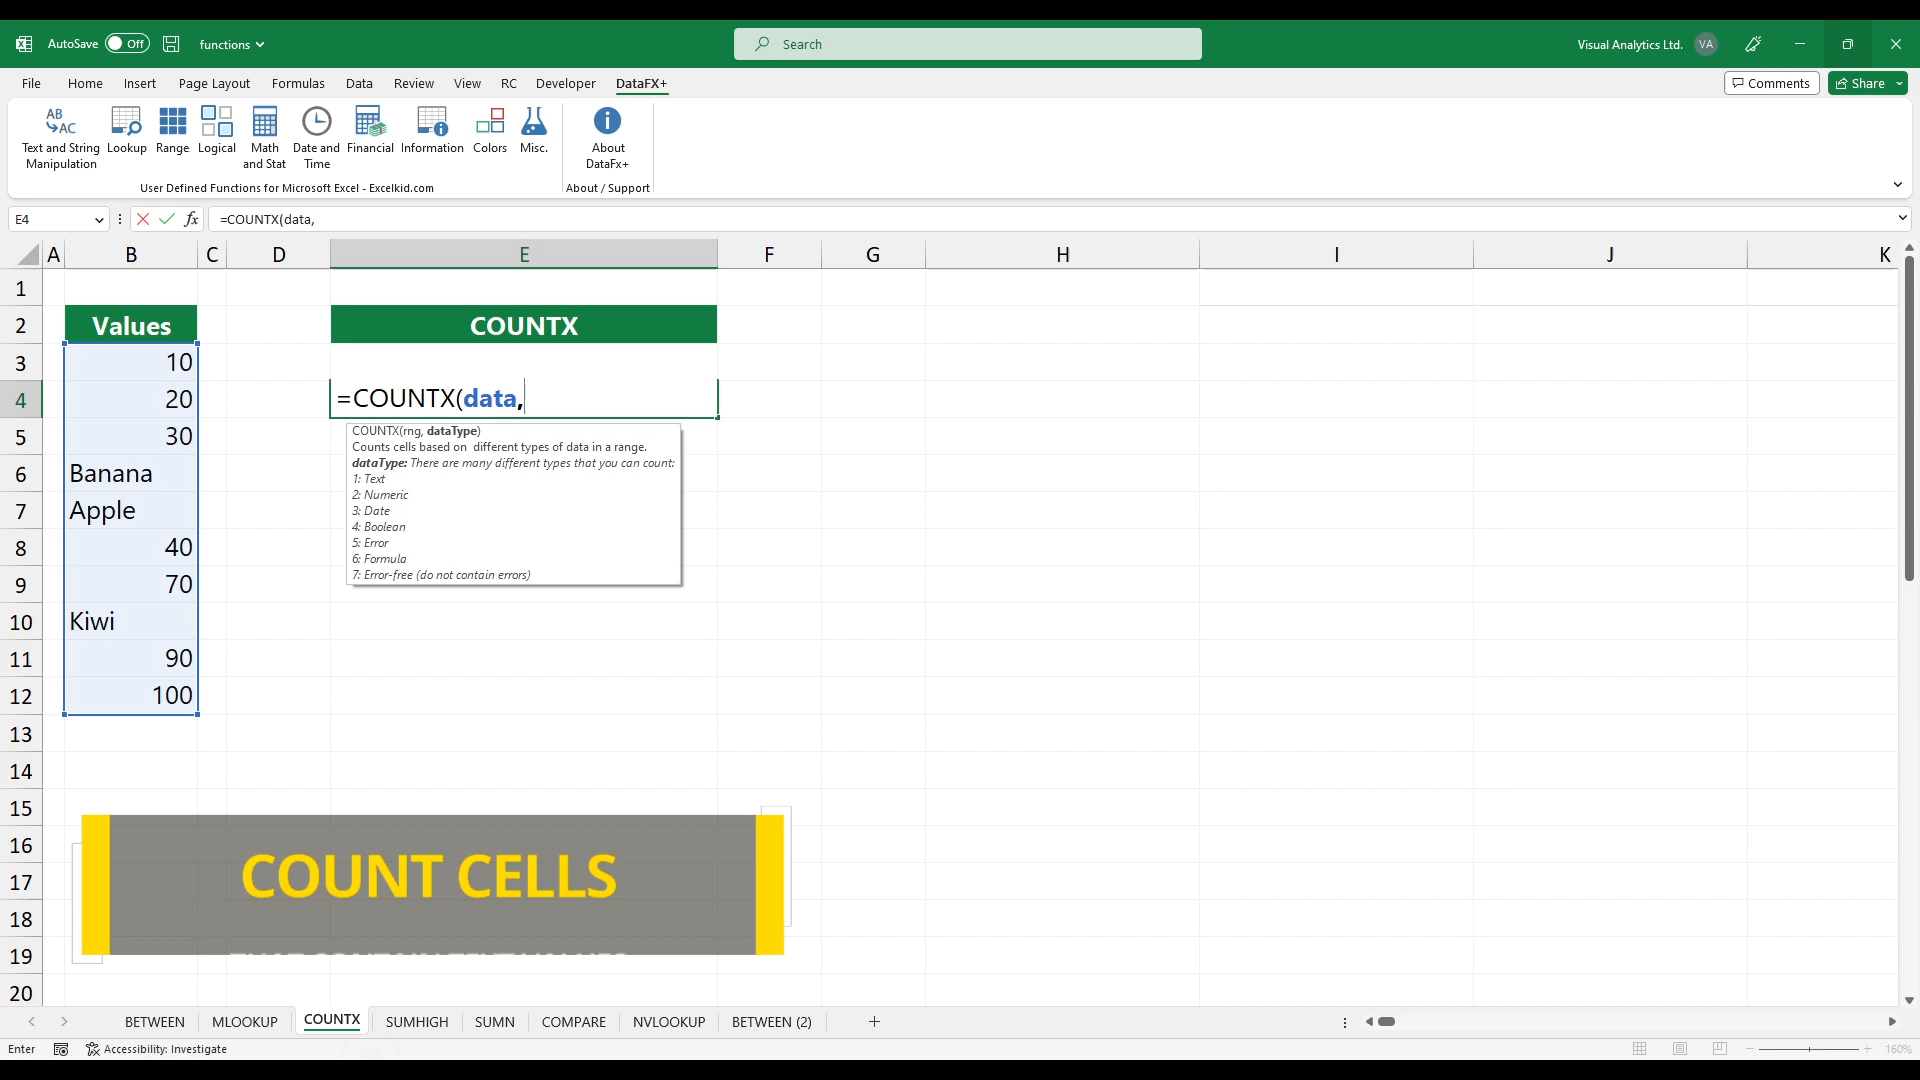 AutoSave Off functions Search Visual Analytics Ltd. VA
File Home Insert Page Layout Formulas Data Review View RC Developer DataFX+ Comments Share
AB
AC
Text and String
Manipulation
Lookup
Range
Logical
Math
and Stat
Date and
Time
Financial
Information
Colors
Misc.
About
DataFx+
User Defined Functions for Microsoft Excel - Excelkid.com About / Support
E4 fx =COUNTX(data,
A B C D E F G H I J K
1
2 Values COUNTX
3 10
4 20 =COUNTX(data,
5 30
6 Banana
7 Apple
8 40
9 70
10 Kiwi
11 90
12 100
COUNTX(rng, dataType)
Counts cells based on different types of data in a range.
dataType: There are many different types that you can count:
1: Text
2: Numeric
3: Date
4: Boolean
5: Error
6: Formula
7: Error-free (do not contain errors)
13
14
15
16
17
18
19
20
COUNT CELLS
BETWEEN MLOOKUP COUNTX SUMHIGH SUMN COMPARE NVLOOKUP BETWEEN (2)
Enter Accessibility: Investigate 160%